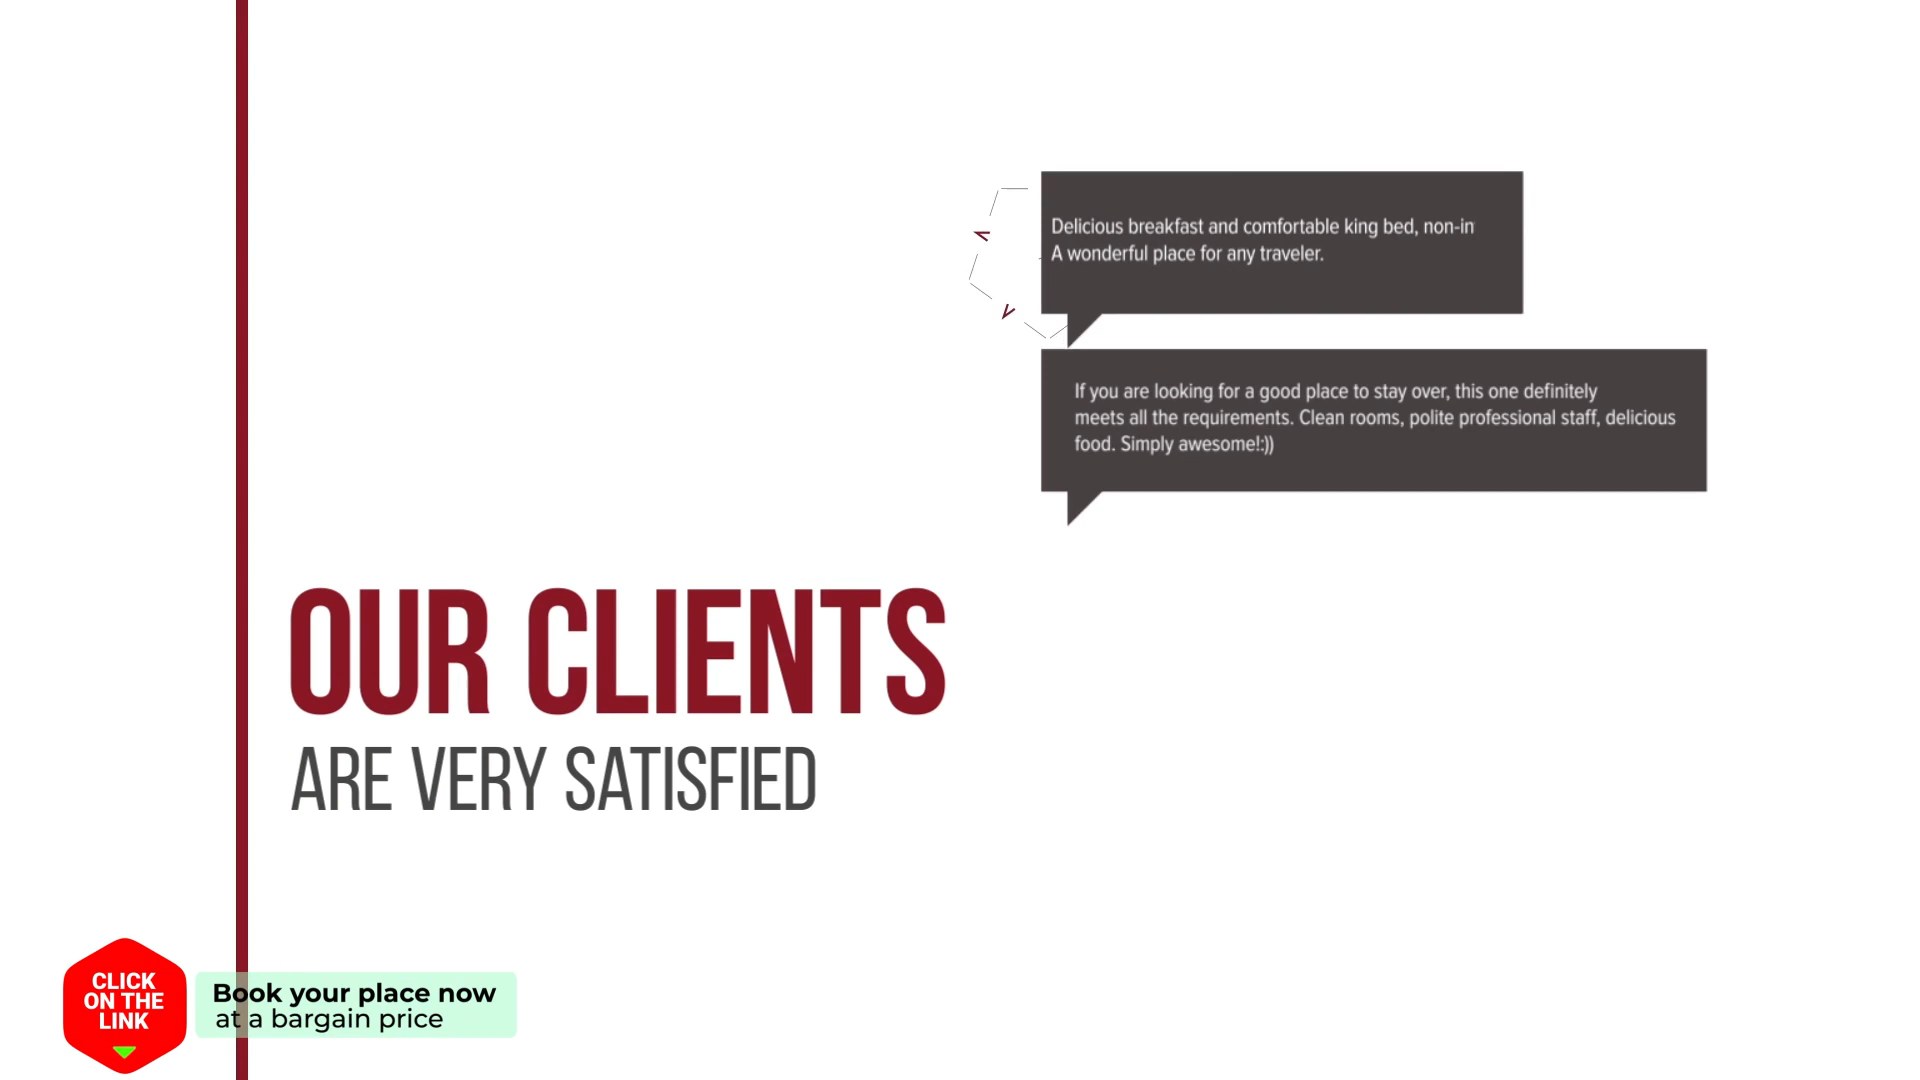 Delicious breakfast and comfortable king bed, non-in
A wonderful place for any traveler.
If you are looking for a good place to stay over, this one definitely
meets all the requirements. Clean rooms, polite professional staff, delicious
food. Simply awesome!:))
OUR CLIENTS
ARE VERY SATISFIED
CLICK
ON THE
LINK
Book your place now
at a bargain price